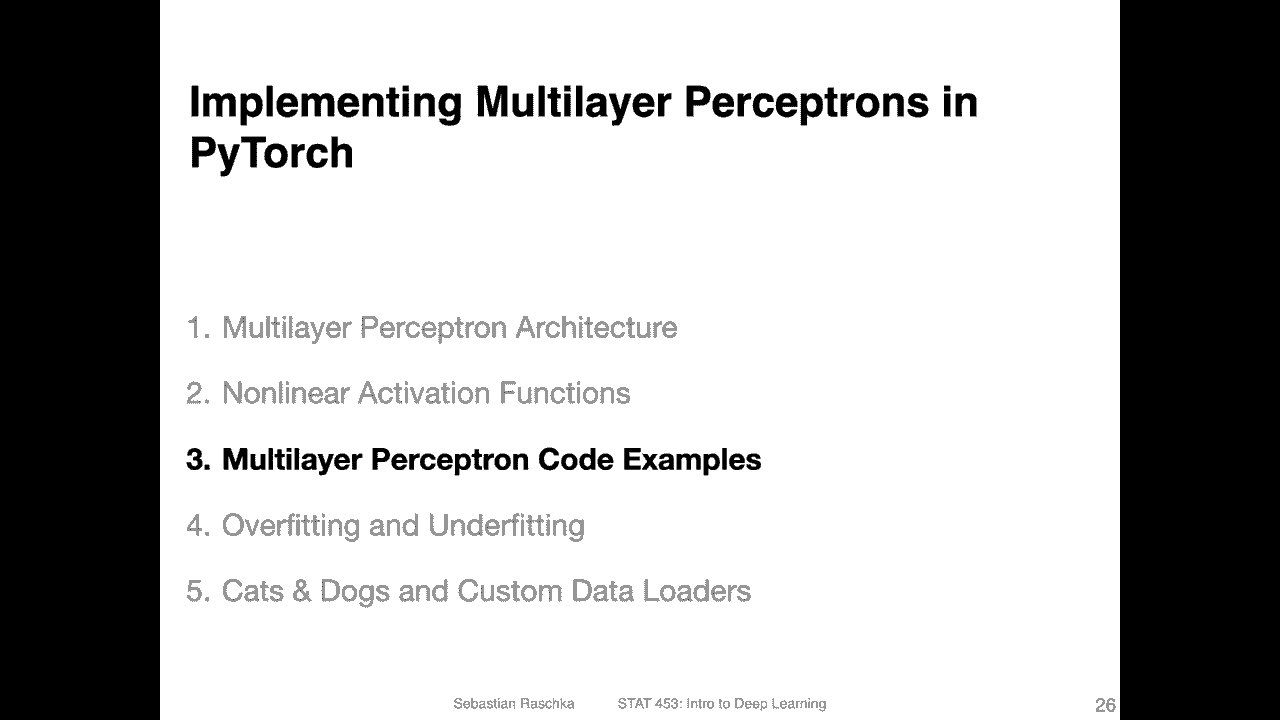 Implementing Multilayer Perceptrons in
PyTorch
1. Multilayer Perceptron Architecture
2. Nonlinear Activation Functions
3. Multilayer Perceptron Code Examples
4. Overfitting and Underfitting
5. Cats & Dogs and Custom Data Loaders
Sebastian Raschka STAT 453: Intro to Deep Learning 26